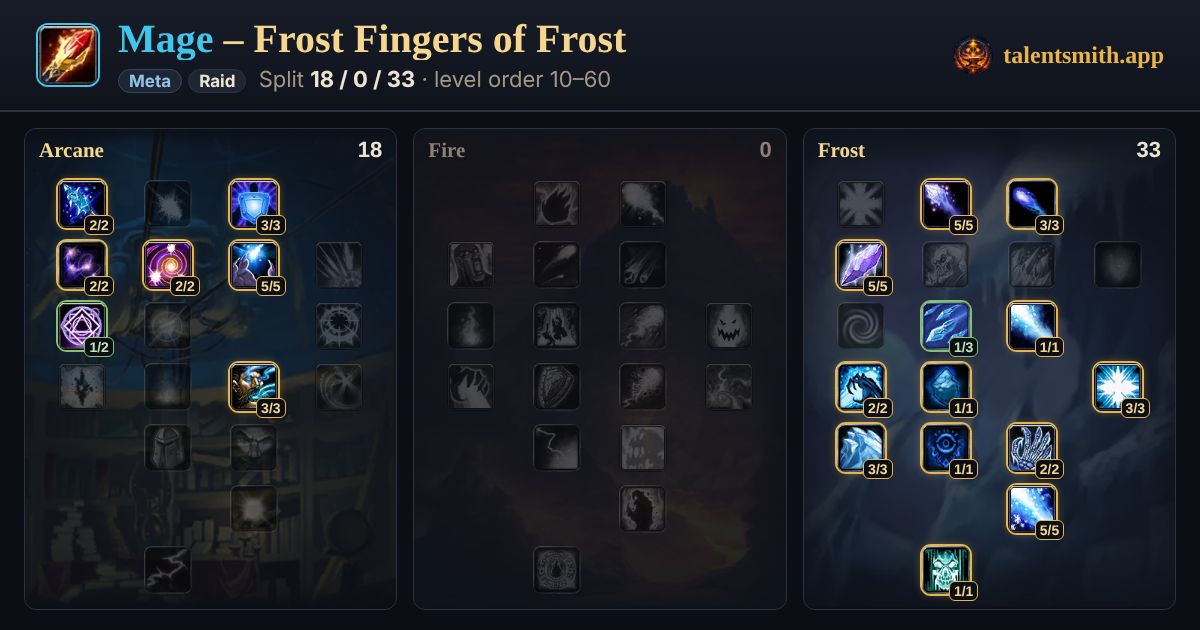 Mage – Frost Fingers of Frost
Meta Raid Split 18 / 0 / 33 · level order 10–60
talentsmith.app
Arcane 18
2/2 3/3
2/2 2/2 5/5
1/2
3/3
Fire 0
Frost 33
5/5 3/3
5/5
1/3 1/1
2/2 1/1 3/3
3/3 1/1 2/2
5/5
1/1